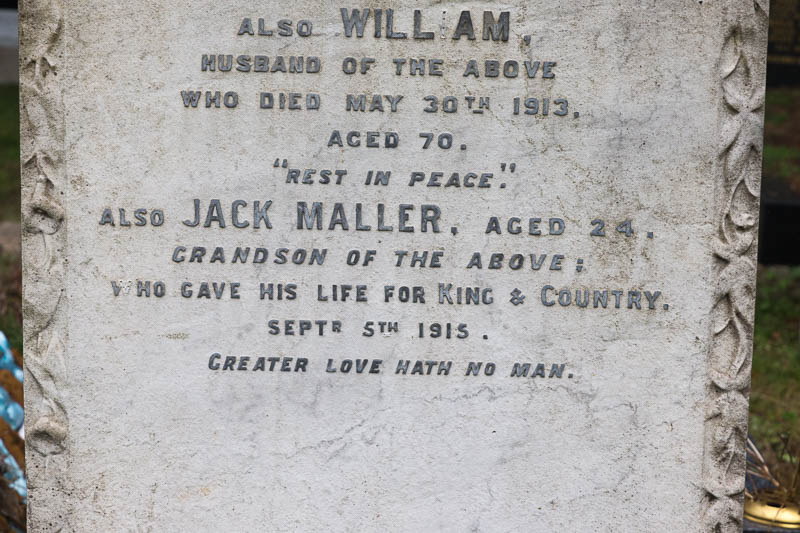 ALSO WILLIAM,
HUSBAND OF THE ABOVE
WHO DIED MAY 30TH 1913,
AGED 70.
"REST IN PEACE."
ALSO JACK MALLER, AGED 24,
GRANDSON OF THE ABOVE;
WHO GAVE HIS LIFE FOR KING & COUNTRY.
SEPTR 5TH 1915.
GREATER LOVE HATH NO MAN.